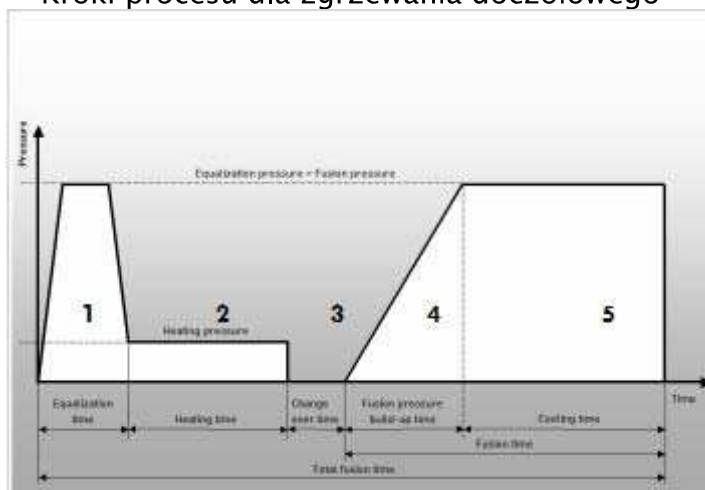 Kroki procesu dla zgrzewania doczołowego
Pressure
Equalization pressure = Fusion pressure
1
2
3
4
5
Heating pressure
Time
Equalization
time
Heating time
Change
over time
Fusion pressure
build-up time
Cooling time
Fusion time
Total fusion time